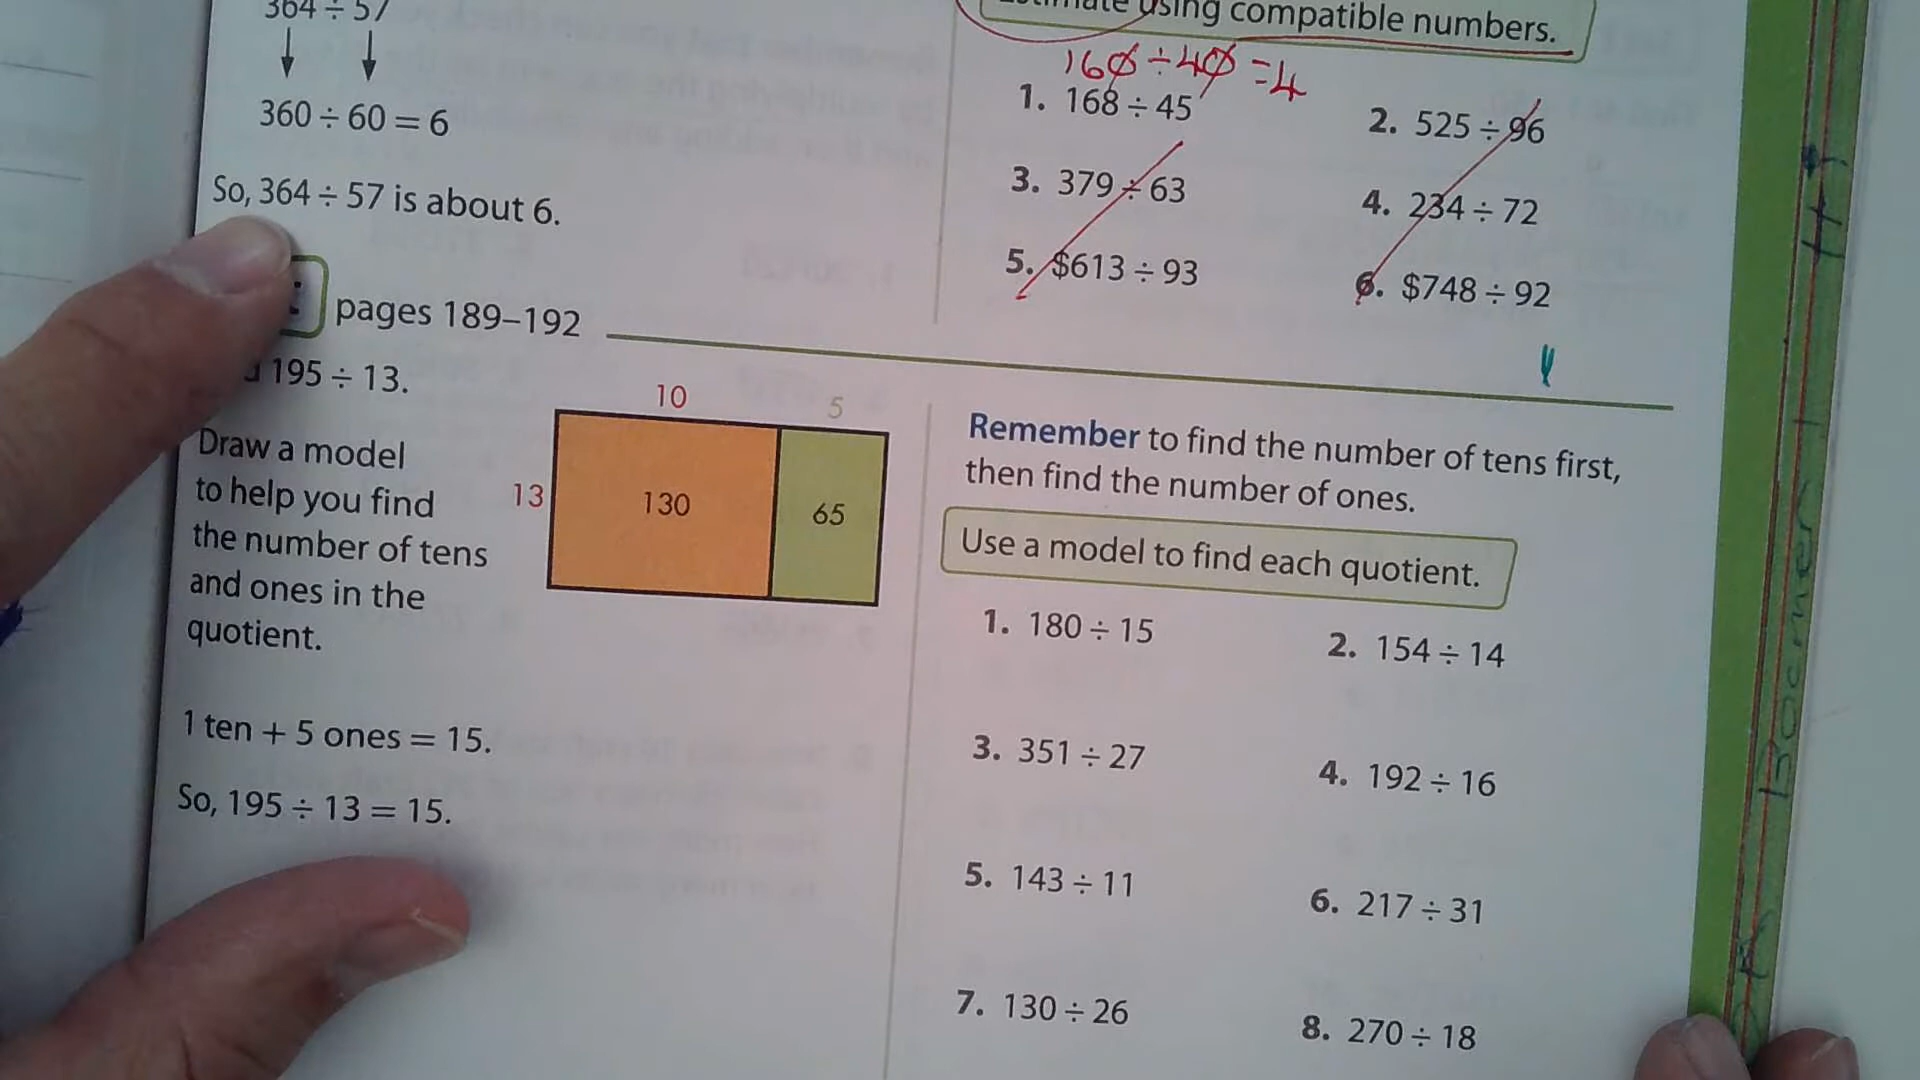 364 ÷ 57
360 ÷ 60 = 6
So, 364 ÷ 57 is about 6.
using compatible numbers.
160 ÷ 40 = 4
1. 168 ÷ 45
2. 525 ÷ 96
3. 379 ÷ 63
4. 234 ÷ 72
5. $613 ÷ 93
6. $748 ÷ 92
pages 189–192
195 ÷ 13.
Draw a model
to help you find
the number of tens
and ones in the
quotient.
10 5
13 130 65
1 ten + 5 ones = 15.
So, 195 ÷ 13 = 15.
Remember to find the number of tens first,
then find the number of ones.
Use a model to find each quotient.
1. 180 ÷ 15
2. 154 ÷ 14
3. 351 ÷ 27
4. 192 ÷ 16
5. 143 ÷ 11
6. 217 ÷ 31
7. 130 ÷ 26
8. 270 ÷ 18